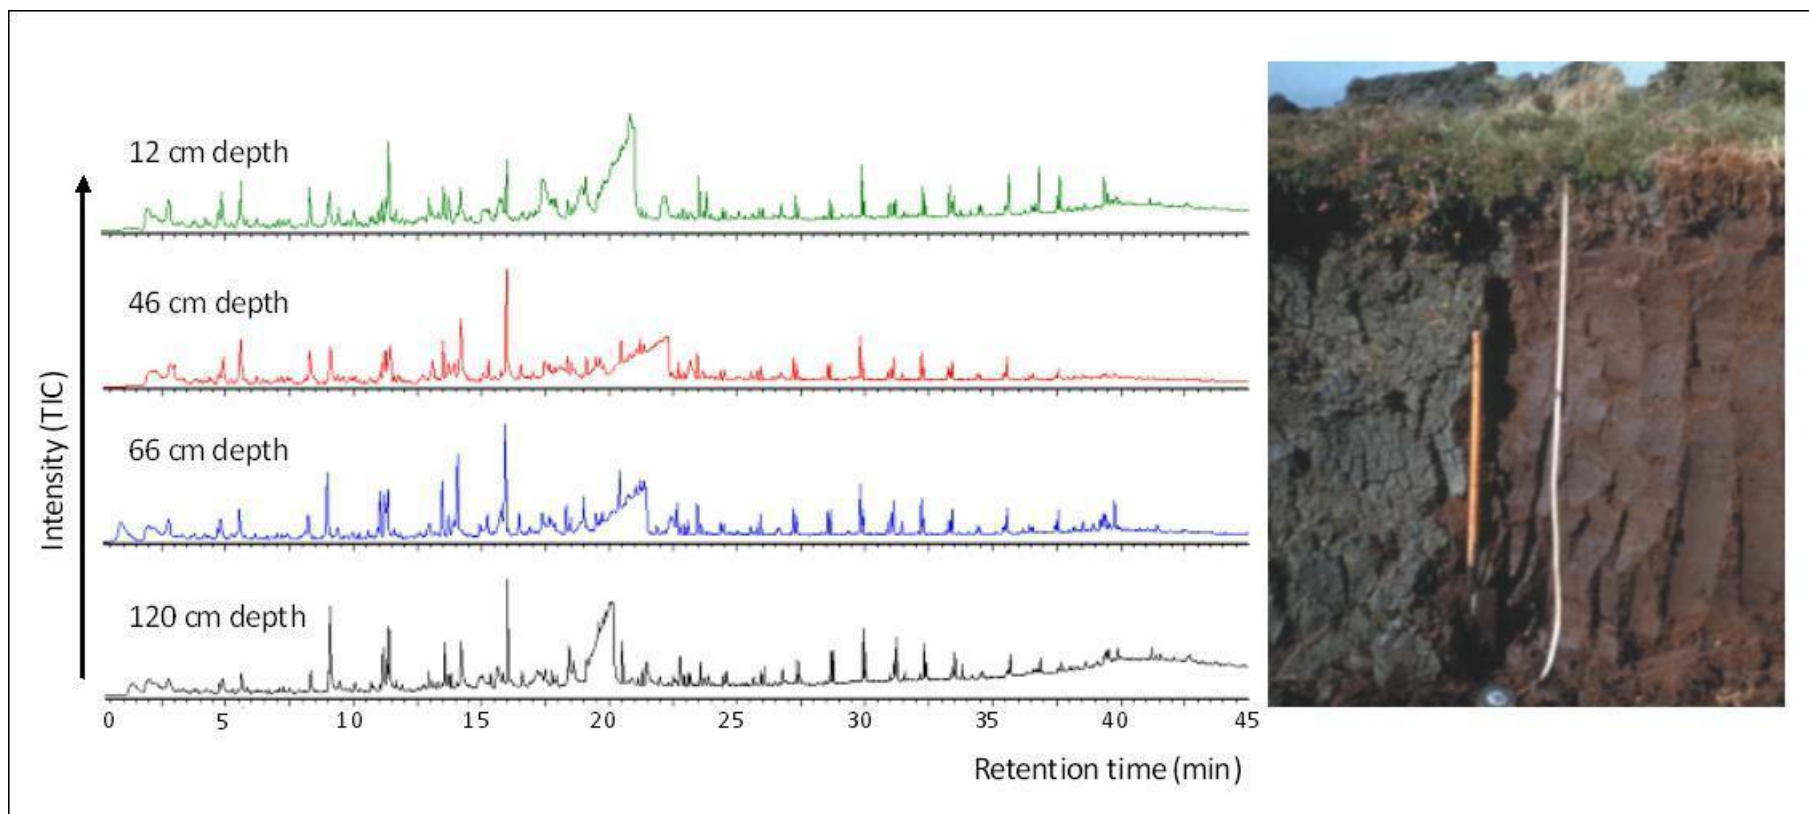 12 cm depth
46 cm depth
66 cm depth
120 cm depth
Intensity (TIC)
0 5 10 15 20 25 30 35 40 45
Retention time (min)